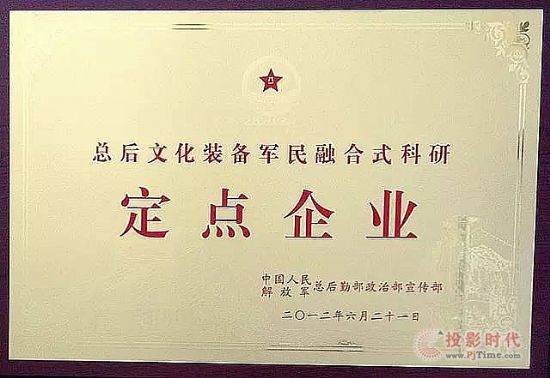 总后文化装备军民融合式科研
定点企业
中国人民
解放军
总后勤部政治部宣传部
二〇一二年六月二十一日
投影时代
www.PjTime.com